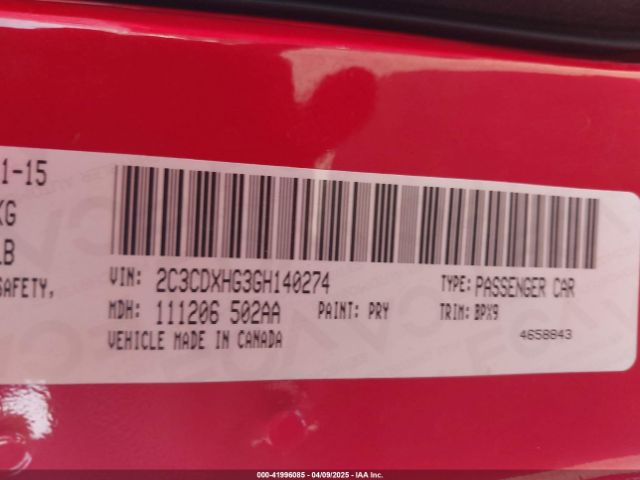 1-15
KG
LB
SAFETY,
VIN: 2C3CDXHG3GH140274 TYPE: PASSENGER CAR
MDH: 111206 502AA PAINT: PRY TRIM: BPX9
VEHICLE MADE IN CANADA 4658843
000-41996085 | 04/09/2025 | IAA Inc.